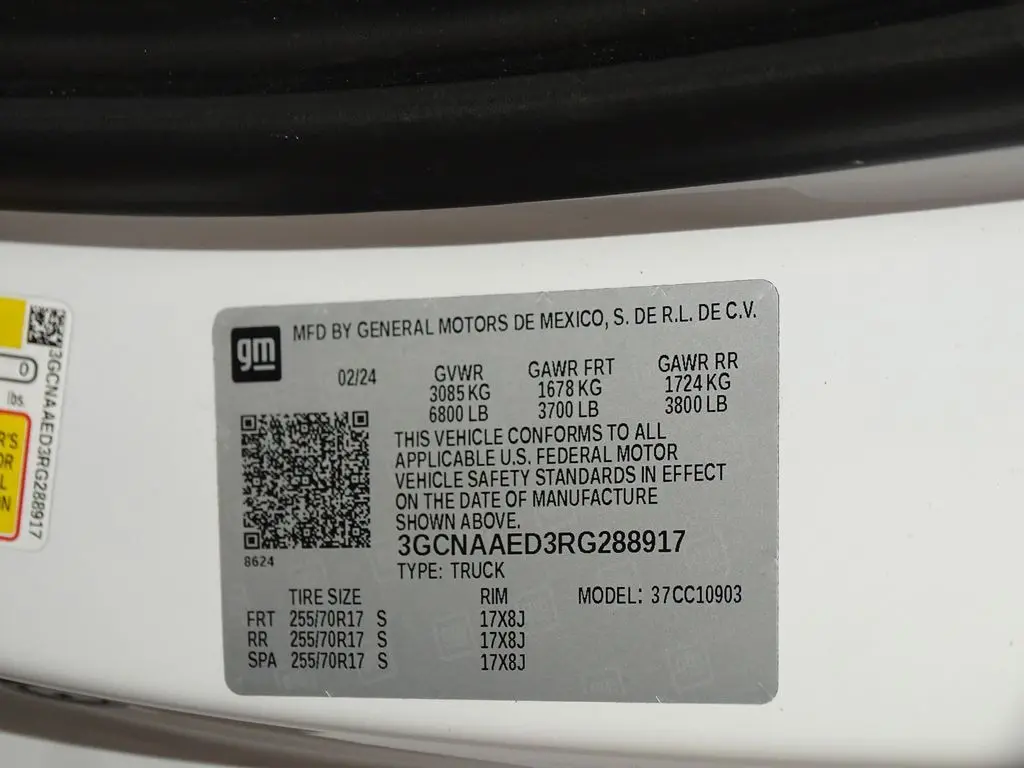 gm
MFD BY GENERAL MOTORS DE MEXICO, S. DE R.L. DE C.V.
02/24
GVWR GAWR FRT GAWR RR
3085 KG 1678 KG 1724 KG
6800 LB 3700 LB 3800 LB
THIS VEHICLE CONFORMS TO ALL
APPLICABLE U.S. FEDERAL MOTOR
VEHICLE SAFETY STANDARDS IN EFFECT
ON THE DATE OF MANUFACTURE
SHOWN ABOVE.
3GCNAAED3RG288917
TYPE: TRUCK
8624
TIRE SIZE RIM MODEL: 37CC10903
FRT 255/70R17 S 17X8J
RR 255/70R17 S 17X8J
SPA 255/70R17 S 17X8J
3GCNAAED3RG288917
0
lbs.